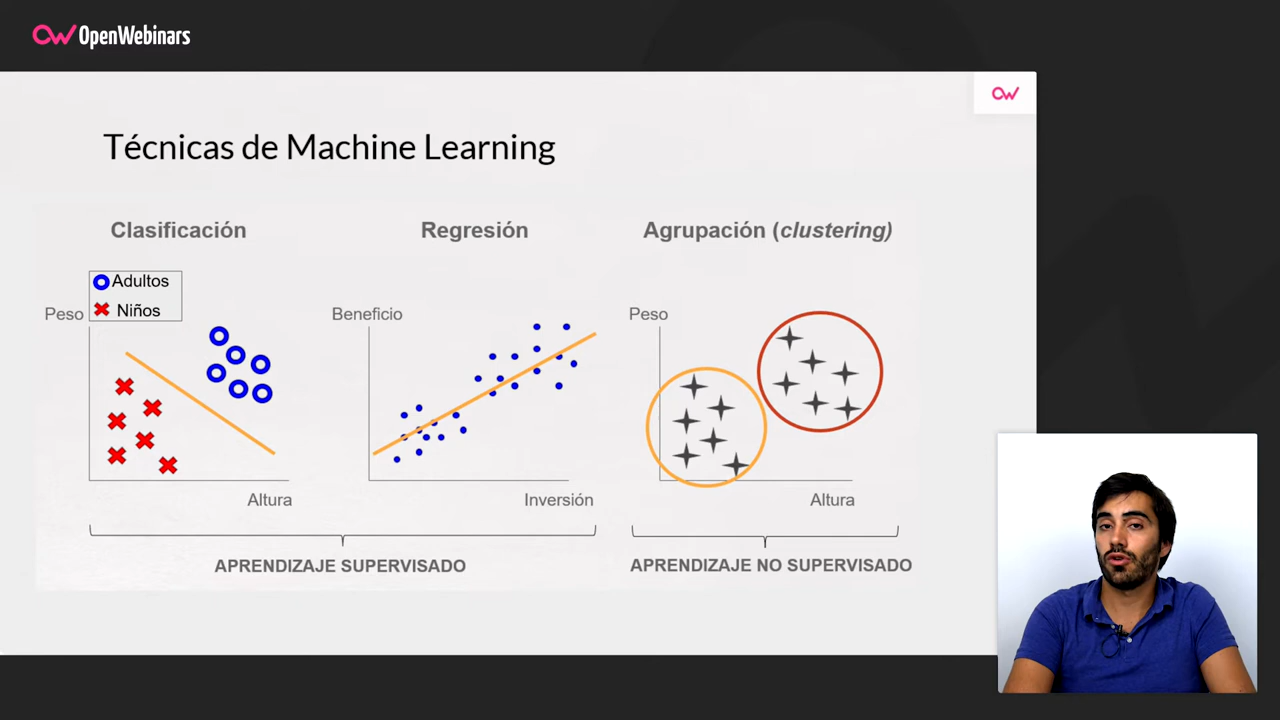 OpenWebinars
Técnicas de Machine Learning
Clasificación
Regresión
Agrupación (clustering)
Adultos
Niños
Peso
Altura
Beneficio
Inversión
Peso
Altura
APRENDIZAJE SUPERVISADO
APRENDIZAJE NO SUPERVISADO